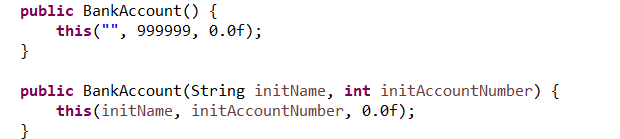 public BankAccount() {
    this("", 999999, 0.0f);
}

public BankAccount(String initName, int initAccountNumber) {
    this(initName, initAccountNumber, 0.0f);
}